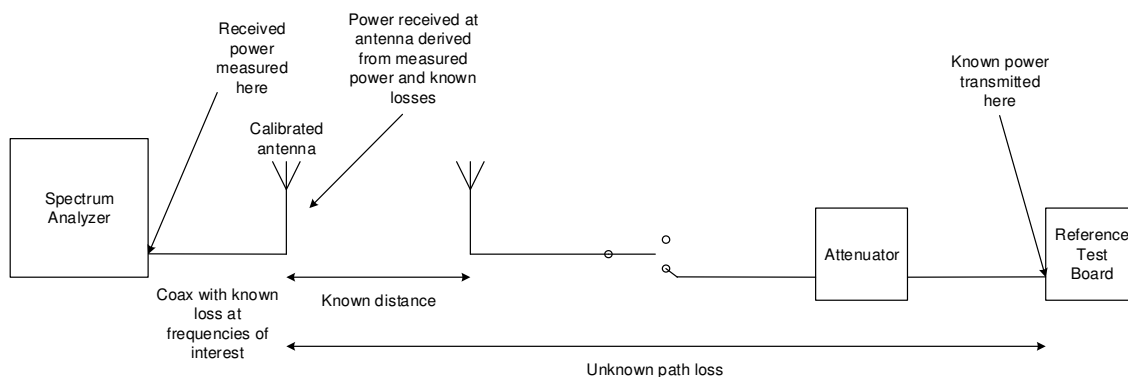 Received
power
measured
here
Power received at
antenna derived
from measured
power and known
losses
Known power
transmitted
here
Calibrated
antenna
Spectrum
Analyzer
Attenuator
Reference
Test
Board
Coax with known
loss at
frequencies of
interest
Known distance
Unknown path loss